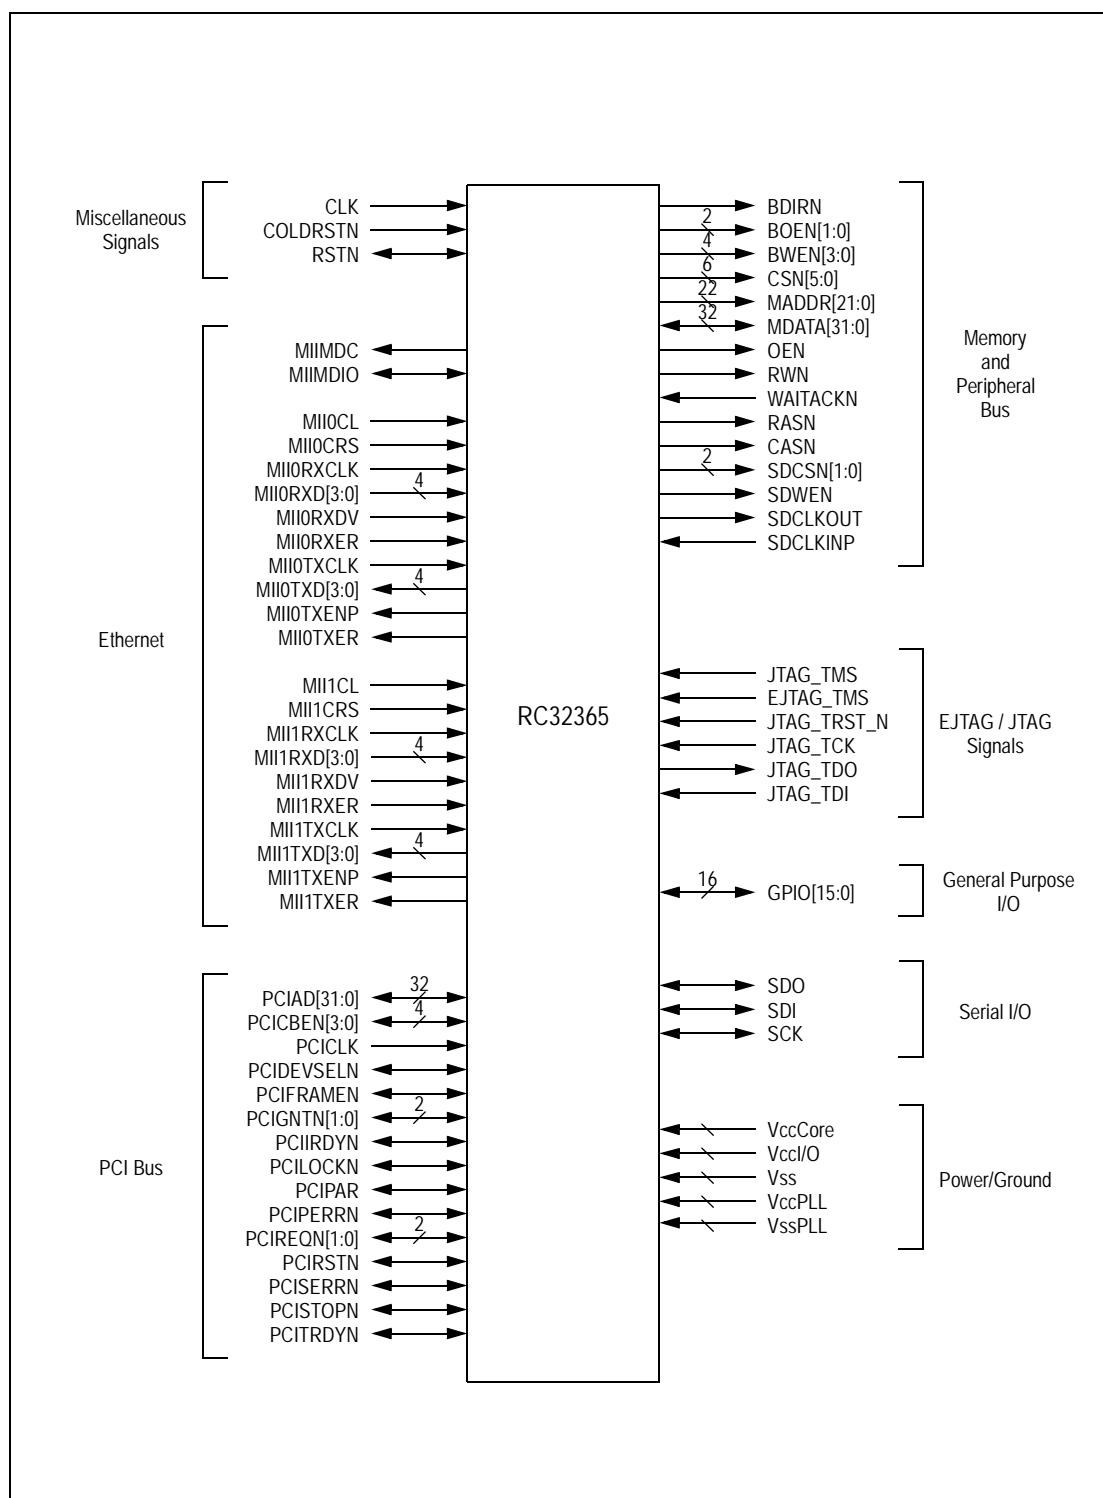 Miscellaneous
Signals
CLK
COLDRSTN
RSTN
Ethernet
MIIMDC
MIIMDIO
MII0CL
MII0CRS
MII0RXCLK
MII0RXD[3:0] 4
MII0RXDV
MII0RXER
MII0TXCLK
MII0TXD[3:0] 4
MII0TXENP
MII0TXER
MII1CL
MII1CRS
MII1RXCLK
MII1RXD[3:0] 4
MII1RXDV
MII1RXER
MII1TXCLK
MII1TXD[3:0] 4
MII1TXENP
MII1TXER
PCI Bus
PCIAD[31:0] 32
PCICBEN[3:0] 4
PCICLK
PCIDEVSELN
PCIFRAMEN
PCIGNTN[1:0] 2
PCIIRDYN
PCILOCKN
PCIPAR
PCIPERRN
PCIREQN[1:0] 2
PCIRSTN
PCISERRN
PCISTOPN
PCITRDYN
RC32365
BDIRN
2 BOEN[1:0]
4 BWEN[3:0]
6 CSN[5:0]
22 MADDR[21:0]
32 MDATA[31:0]
OEN
RWN
WAITACKN
RASN
CASN
2 SDCSN[1:0]
SDWEN
SDCLKOUT
SDCLKINP
Memory
and
Peripheral
Bus
JTAG_TMS
EJTAG_TMS
JTAG_TRST_N
JTAG_TCK
JTAG_TDO
JTAG_TDI
EJTAG / JTAG
Signals
16 GPIO[15:0]
General Purpose
I/O
SDO
SDI
SCK
Serial I/O
VccCore
VccI/O
Vss
VccPLL
VssPLL
Power/Ground